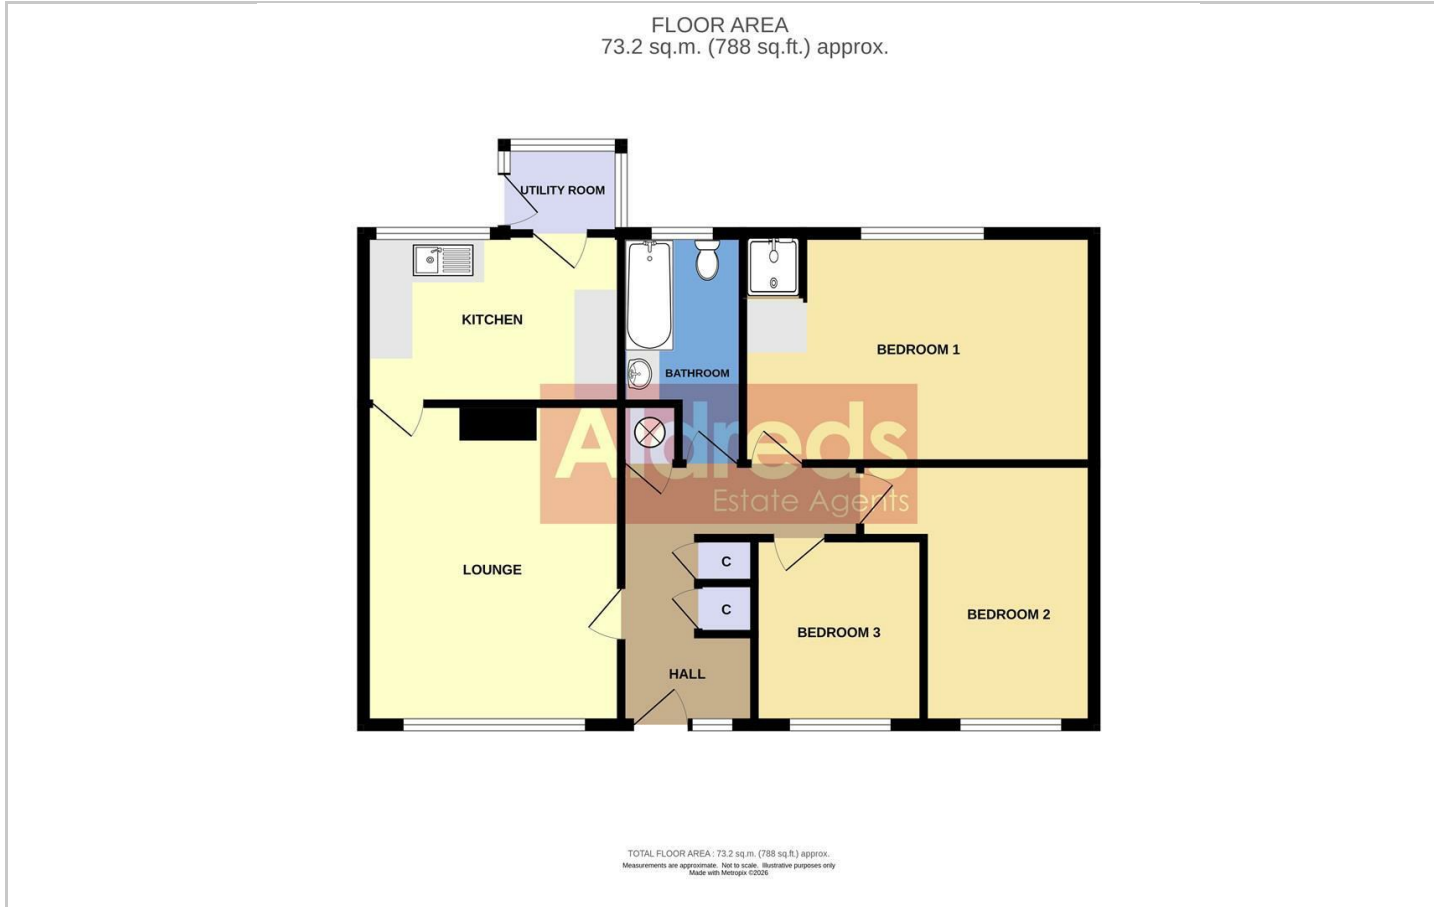 FLOOR AREA
73.2 sq.m. (788 sq.ft.) approx.
UTILITY ROOM
KITCHEN
BEDROOM 1
BATHROOM
Aldreds
Estate Agents
LOUNGE
C
C
BEDROOM 2
BEDROOM 3
HALL
TOTAL FLOOR AREA : 73.2 sq.m. (788 sq.ft.) approx.
Measurements are approximate. Not to scale. Illustrative purposes only
Made with Metropix ©2026